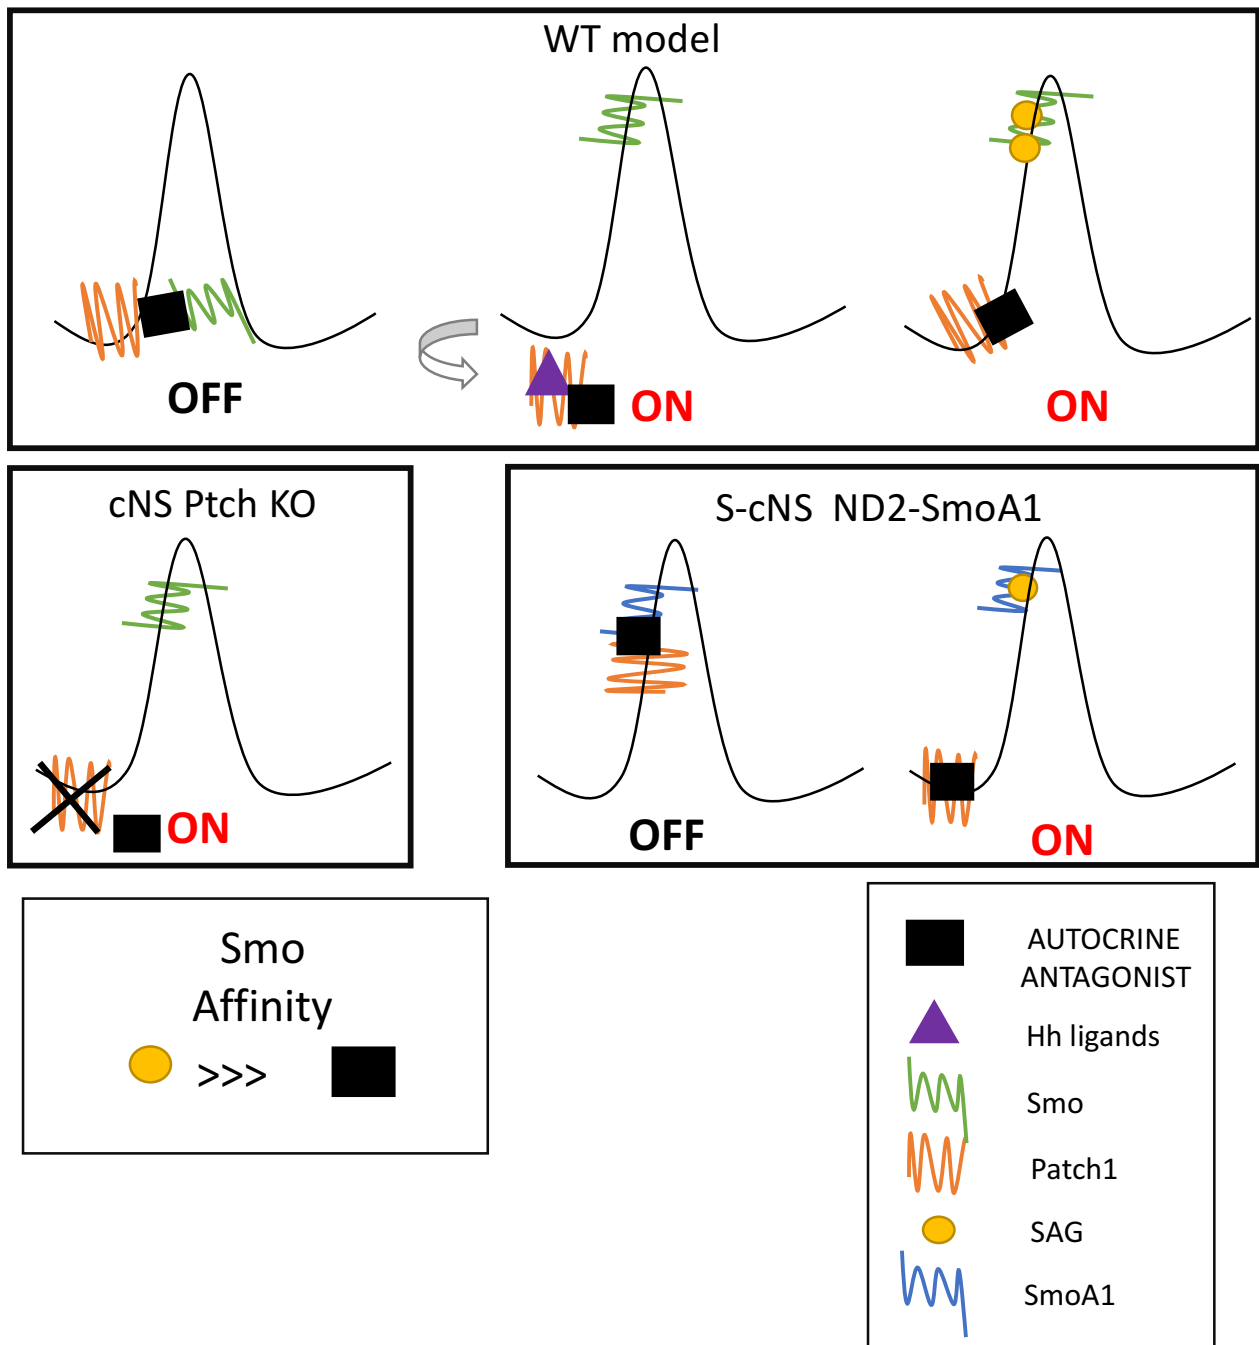 WT model
OFF
ON
ON
cNS Ptch KO
ON
S-cNS ND2-SmoA1
OFF
ON
Smo
Affinity
>>>
AUTOCRINE
ANTAGONIST
Hh ligands
Smo
Patch1
SAG
SmoA1